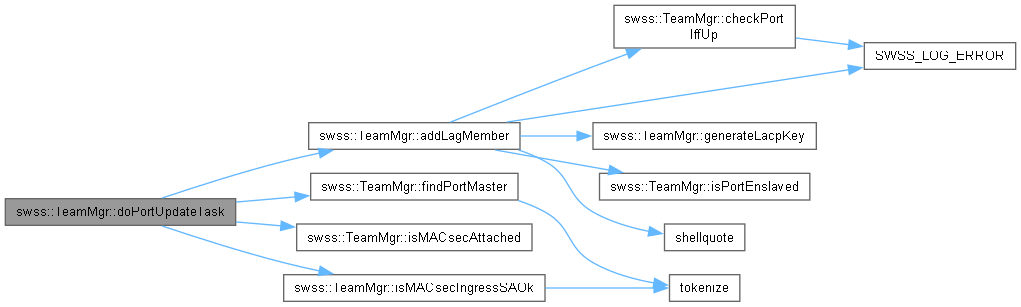 swss::TeamMgr::doPortUpdateTask
swss::TeamMgr::addLagMember
swss::TeamMgr::findPortMaster
swss::TeamMgr::isMACsecAttached
swss::TeamMgr::isMACsecIngressSAOk
swss::TeamMgr::checkPort
IffUp
SWSS_LOG_ERROR
swss::TeamMgr::generateLacpKey
swss::TeamMgr::isPortEnslaved
shellquote
tokenize